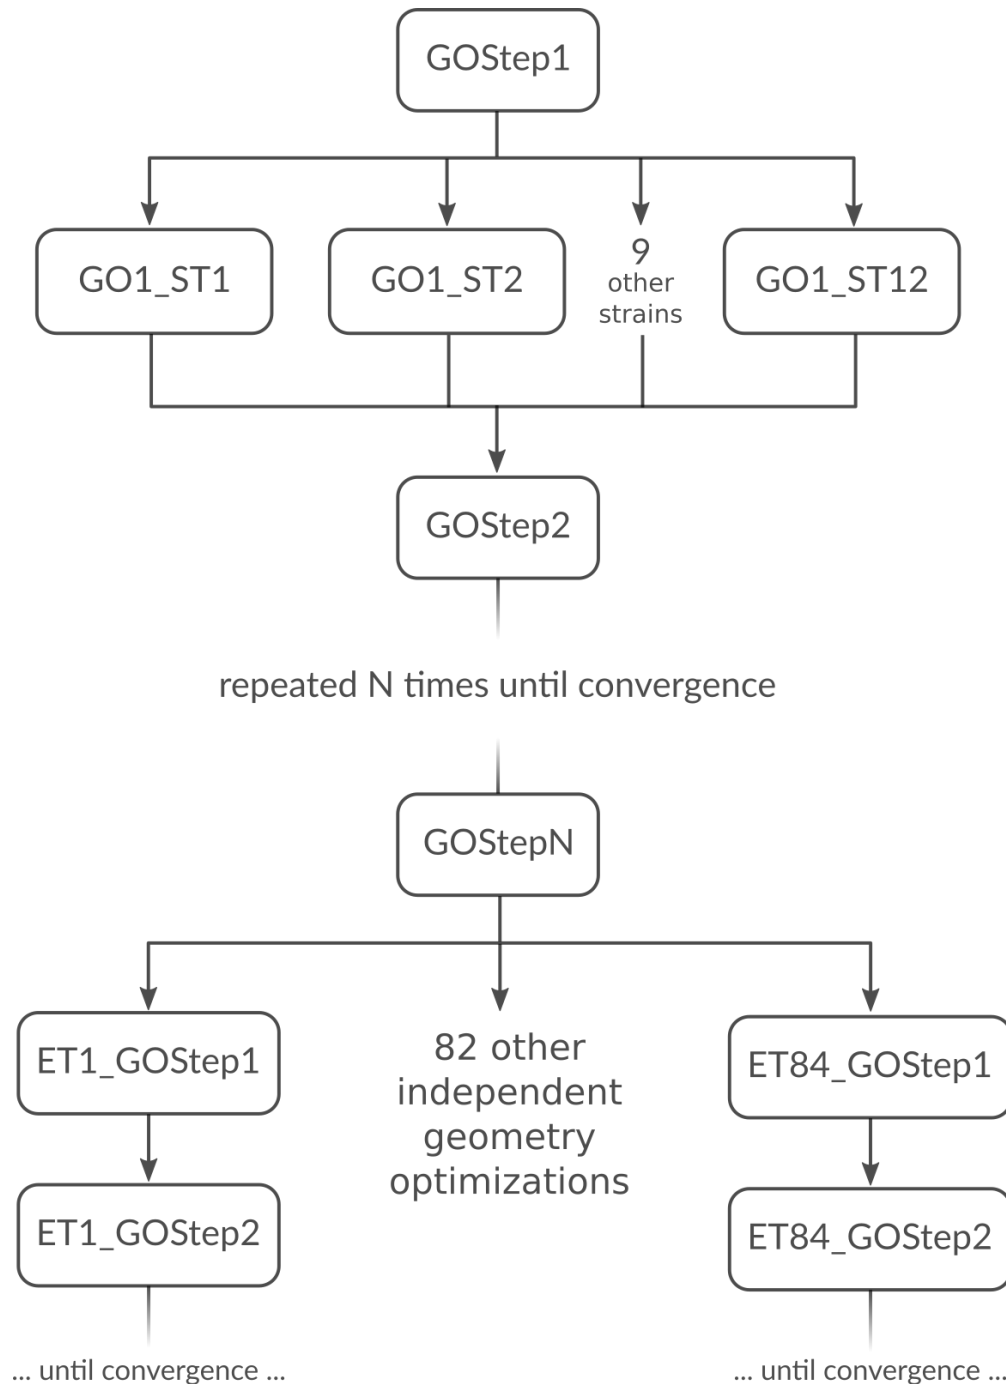 GOStep1
GO1_ST1
GO1_ST2
9
other
strains
GO1_ST12
GOStep2
repeated N times until convergence
GOStepN
ET1_GOStep1
82 other
independent
geometry
optimizations
ET84_GOStep1
ET1_GOStep2
ET84_GOStep2
... until convergence ...
... until convergence ...